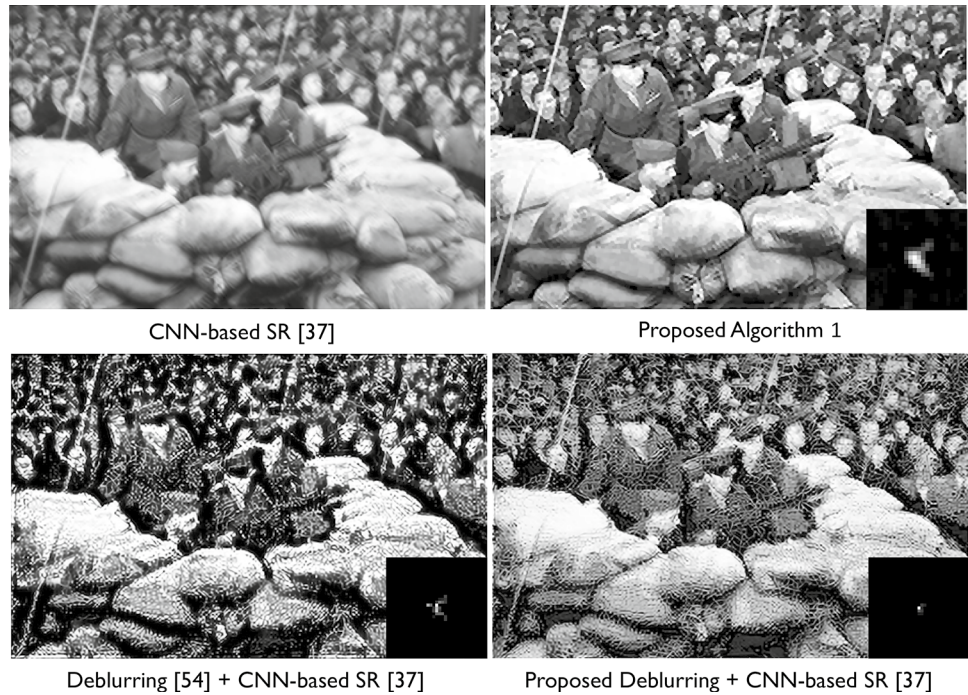 CNN-based SR [37]
Proposed Algorithm 1
Deblurring [54] + CNN-based SR [37]
Proposed Deblurring + CNN-based SR [37]